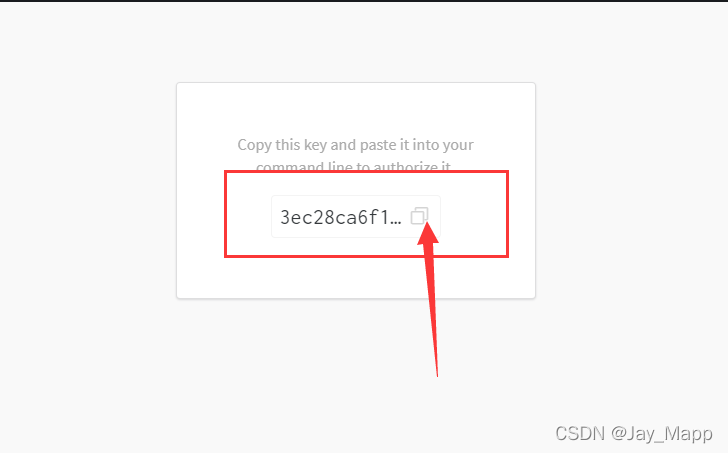 Copy this key and paste it into your
command line to authorize it.
3ec28ca6f1…
CSDN @Jay_Mapp